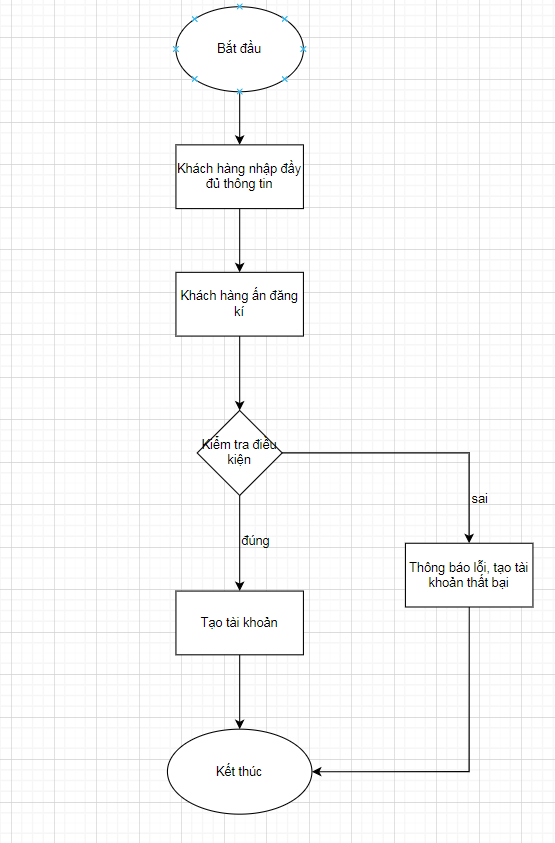 Bắt đầu
Khách hàng nhập đầy
đủ thông tin
Khách hàng ấn đăng
kí
Kiểm tra điều
kiện
sai
đúng
Thông báo lỗi, tạo tài
khoản thất bại
Tạo tài khoản
Kết thúc